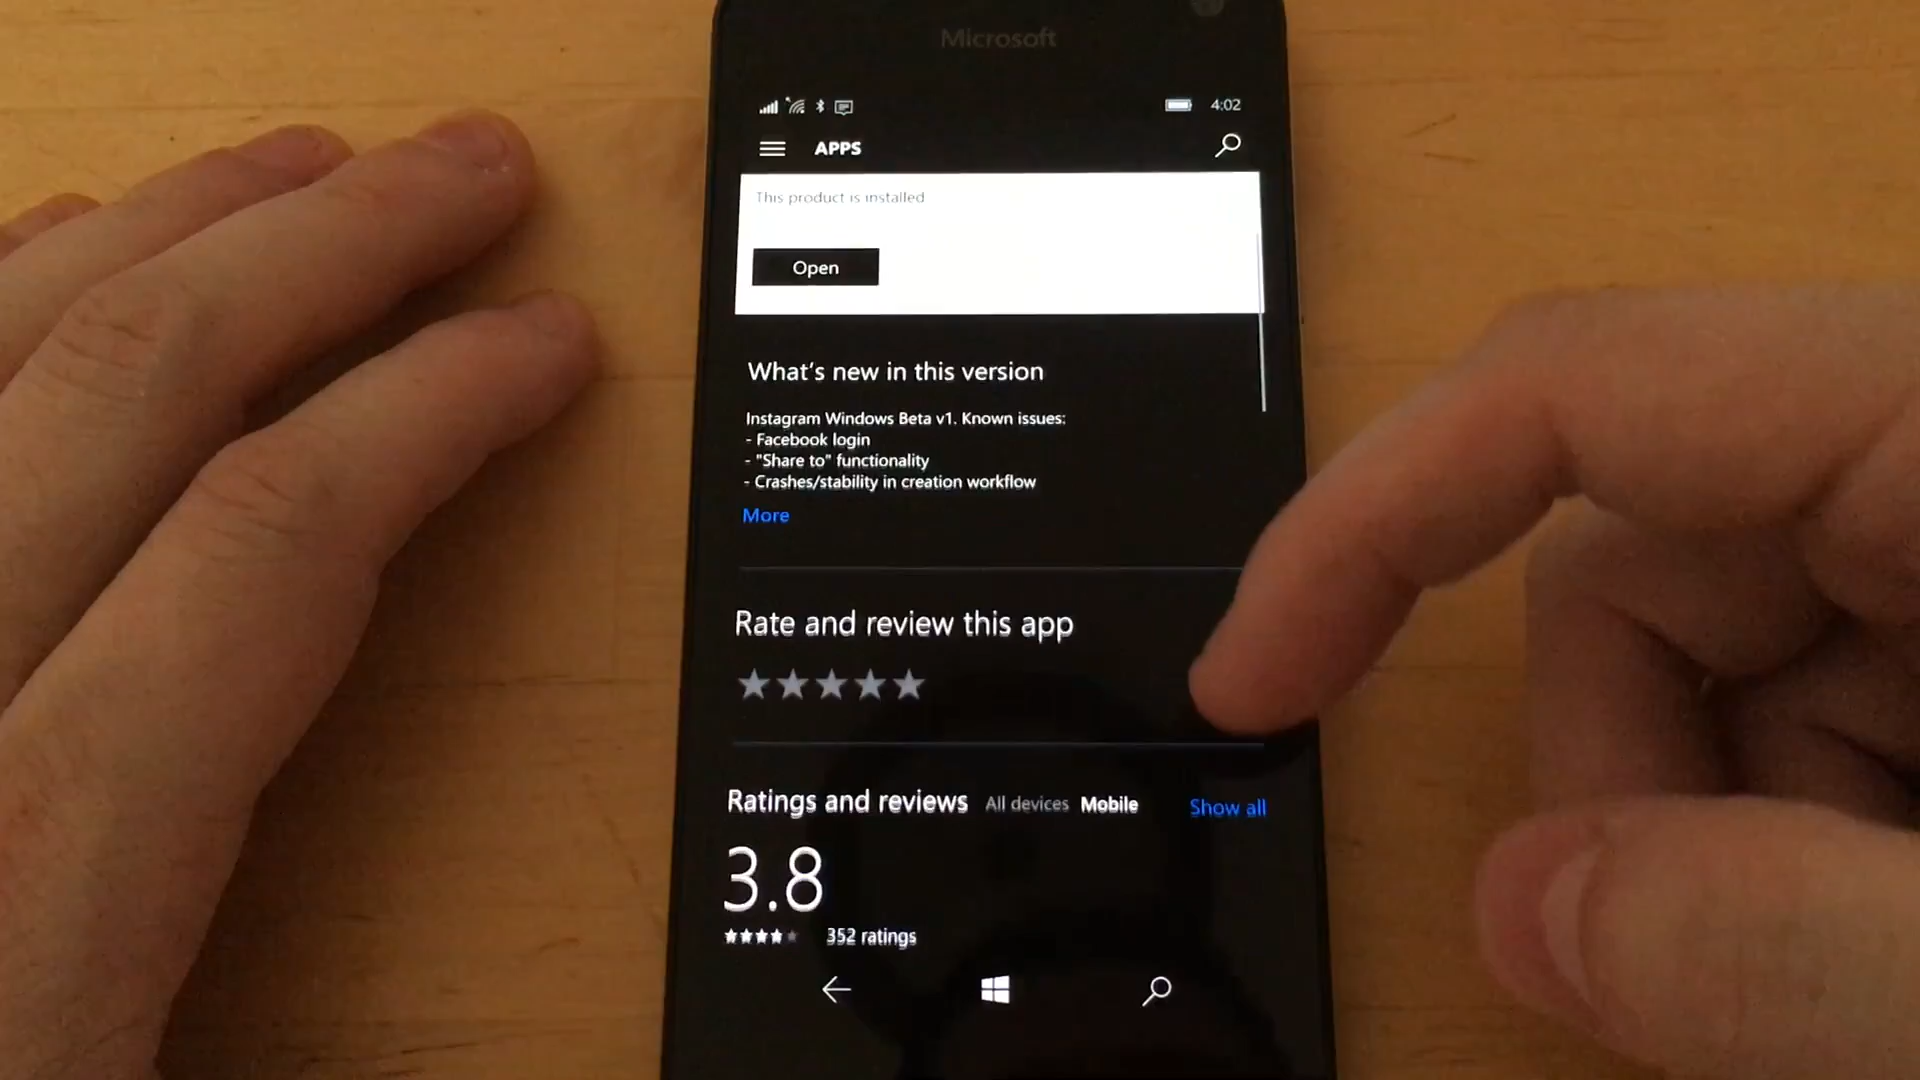 Microsoft
4:02
APPS
This product is installed
Open
What's new in this version
Instagram Windows Beta v1. Known issues:
- Facebook login
- "Share to" functionality
- Crashes/stability in creation workflow
More
Rate and review this app
Ratings and reviews All devices Mobile Show all
3.8
352 ratings